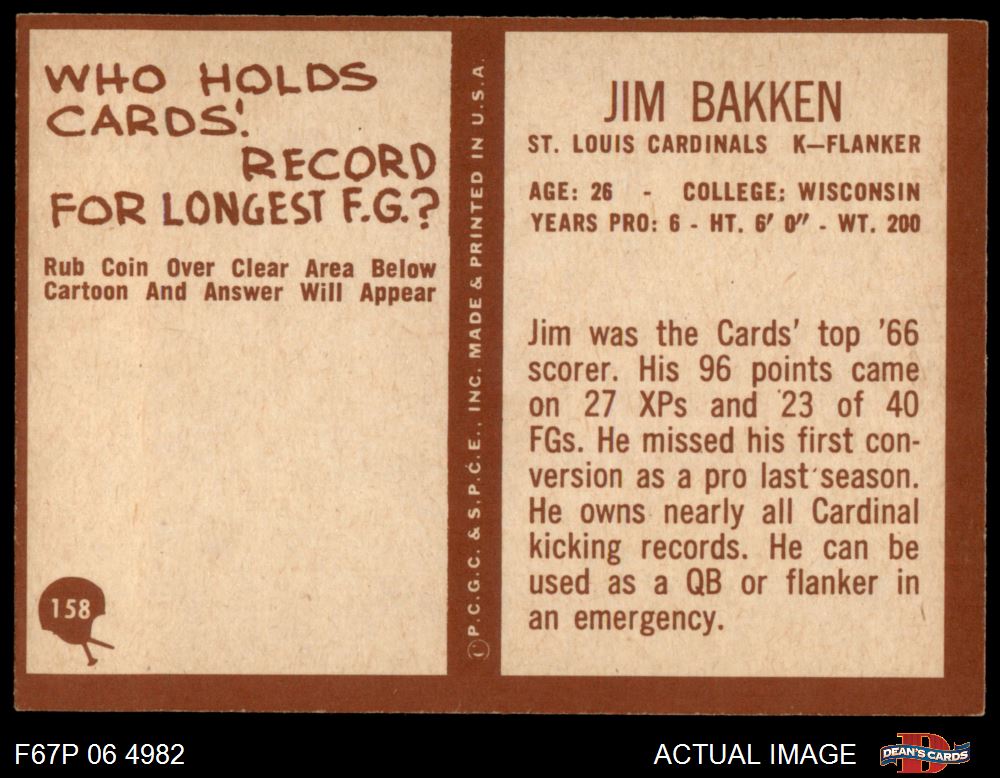 WHO HOLDS
CARDS'.
RECORD
FOR LONGEST F.G.?
Rub Coin Over Clear Area Below
Cartoon And Answer Will Appear
158
© P.C.G.C. & S.P.C.E., INC. MADE & PRINTED IN U.S.A.
JIM BAKKEN
ST. LOUIS CARDINALS K—FLANKER
AGE: 26 - COLLEGE: WISCONSIN
YEARS PRO: 6 - HT. 6' 0" - WT. 200
Jim was the Cards' top '66
scorer. His 96 points came
on 27 XPs and 23 of 40
FGs. He missed his first con-
version as a pro last season.
He owns nearly all Cardinal
kicking records. He can be
used as a QB or flanker in
an emergency.
F67P 06 4982
ACTUAL IMAGE
D
DEAN'S CARDS